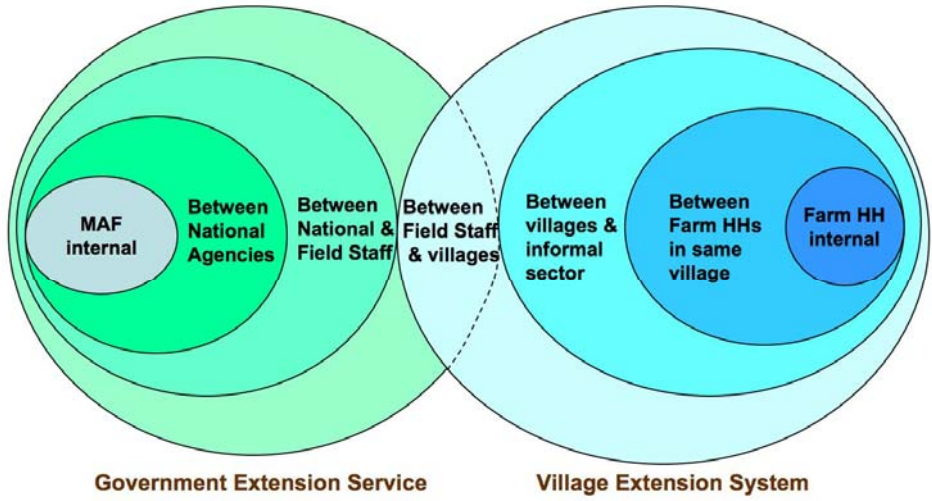 MAF
internal
Between
National
Agencies
Between
National &
Field Staff
Between
Field Staff
& villages
Between
villages &
informal
sector
Between
Farm HHs
in same
village
Farm HH
internal
Government Extension Service
Village Extension System